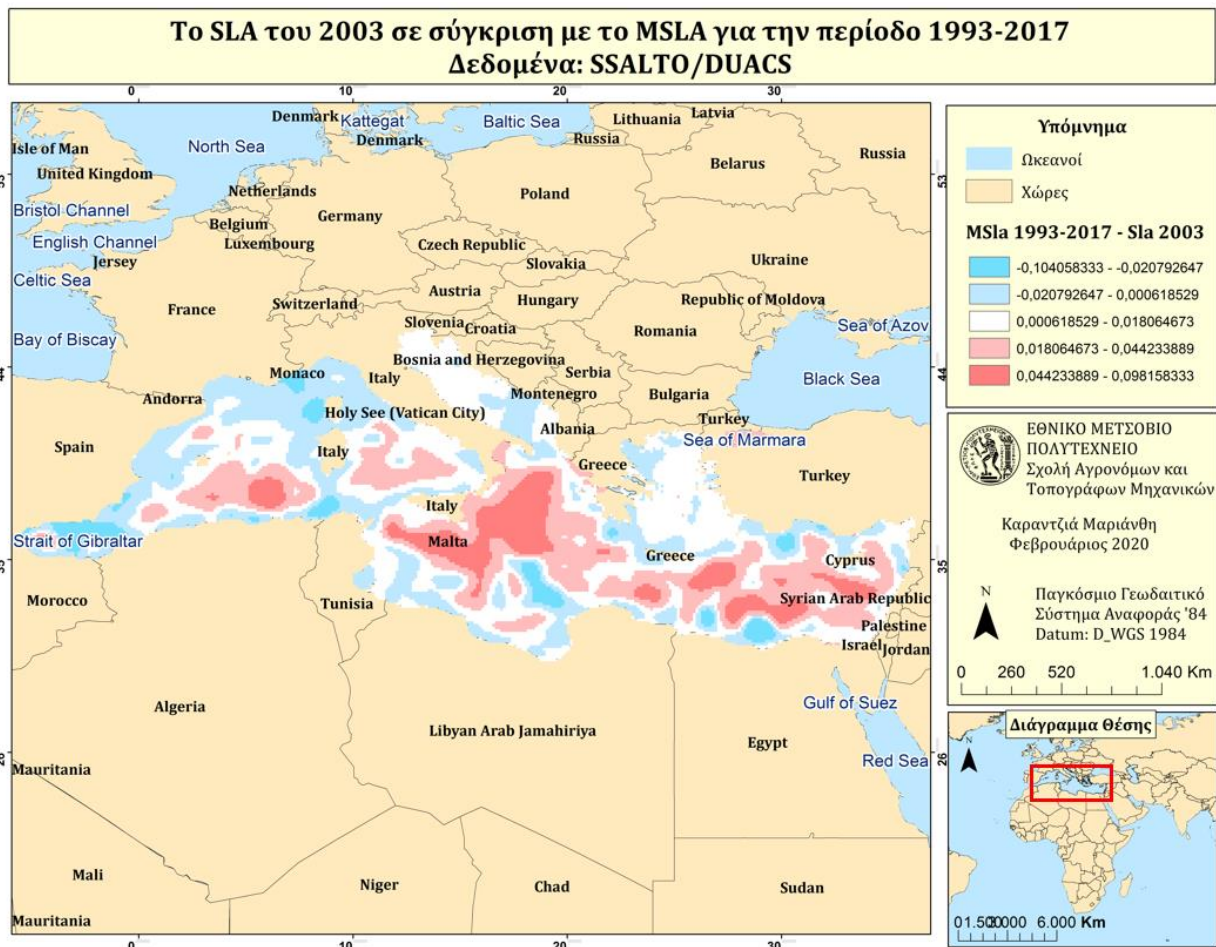 Το SLA του 2003 σε σύγκριση με το MSLA για την περίοδο 1993-2017
Δεδομένα: SSALTO/DUACS
0 10 20 30
Denmark
Kattegat
Baltic Sea
Lithuania
Latvia
Isle of Man
North Sea
Denmark
Russia
Belarus
Russia
United Kingdom
Netherlands
Poland
Bristol Channel
Belgium
Germany
English Channel
Luxembourg
Czech Republic
Jersey
Slovakia
Ukraine
Celtic Sea
Austria
France
Switzerland
Hungary
Republic of Moldova
Slovenia
Croatia
Romania
Sea of Azov
Bay of Biscay
Bosnia and Herzegovina
Monaco
Italy
Serbia
Black Sea
Andorra
Montenegro
Bulgaria
Holy See (Vatican City)
Albania
Turkey
Spain
Italy
Sea of Marmara
Greece
Turkey
Italy
Strait of Gibraltar
Malta
Greece
Cyprus
Morocco
Tunisia
Syrian Arab Republic
Palestine
Israel
Jordan
Algeria
Libyan Arab Jamahiriya
Gulf of Suez
Egypt
Red Sea
Mauritania
Mali
Niger
Chad
Sudan
Mauritania
0 10 20 30
53
44
35
26
53
44
35
26
Υπόμνημα
Ωκεανοί
Χώρες
MSla 1993-2017 - Sla 2003
-0,104058333 - -0,020792647
-0,020792647 - 0,000618529
0,000618529 - 0,018064673
0,018064673 - 0,044233889
0,044233889 - 0,098158333
ΕΘΝΙΚΟ ΜΕΤΣΟΒΙΟ
ΠΟΛΥΤΕΧΝΕΙΟ
Σχολή Αγρονόμων και
Τοπογράφων Μηχανικών
Καραντζιά Μαριάνθη
Φεβρουάριος 2020
N
Παγκόσμιο Γεωδαιτικό
Σύστημα Αναφοράς '84
Datum: D_WGS 1984
0 260 520 1.040 Km
Διάγραμμα Θέσης
N
6.000 Km